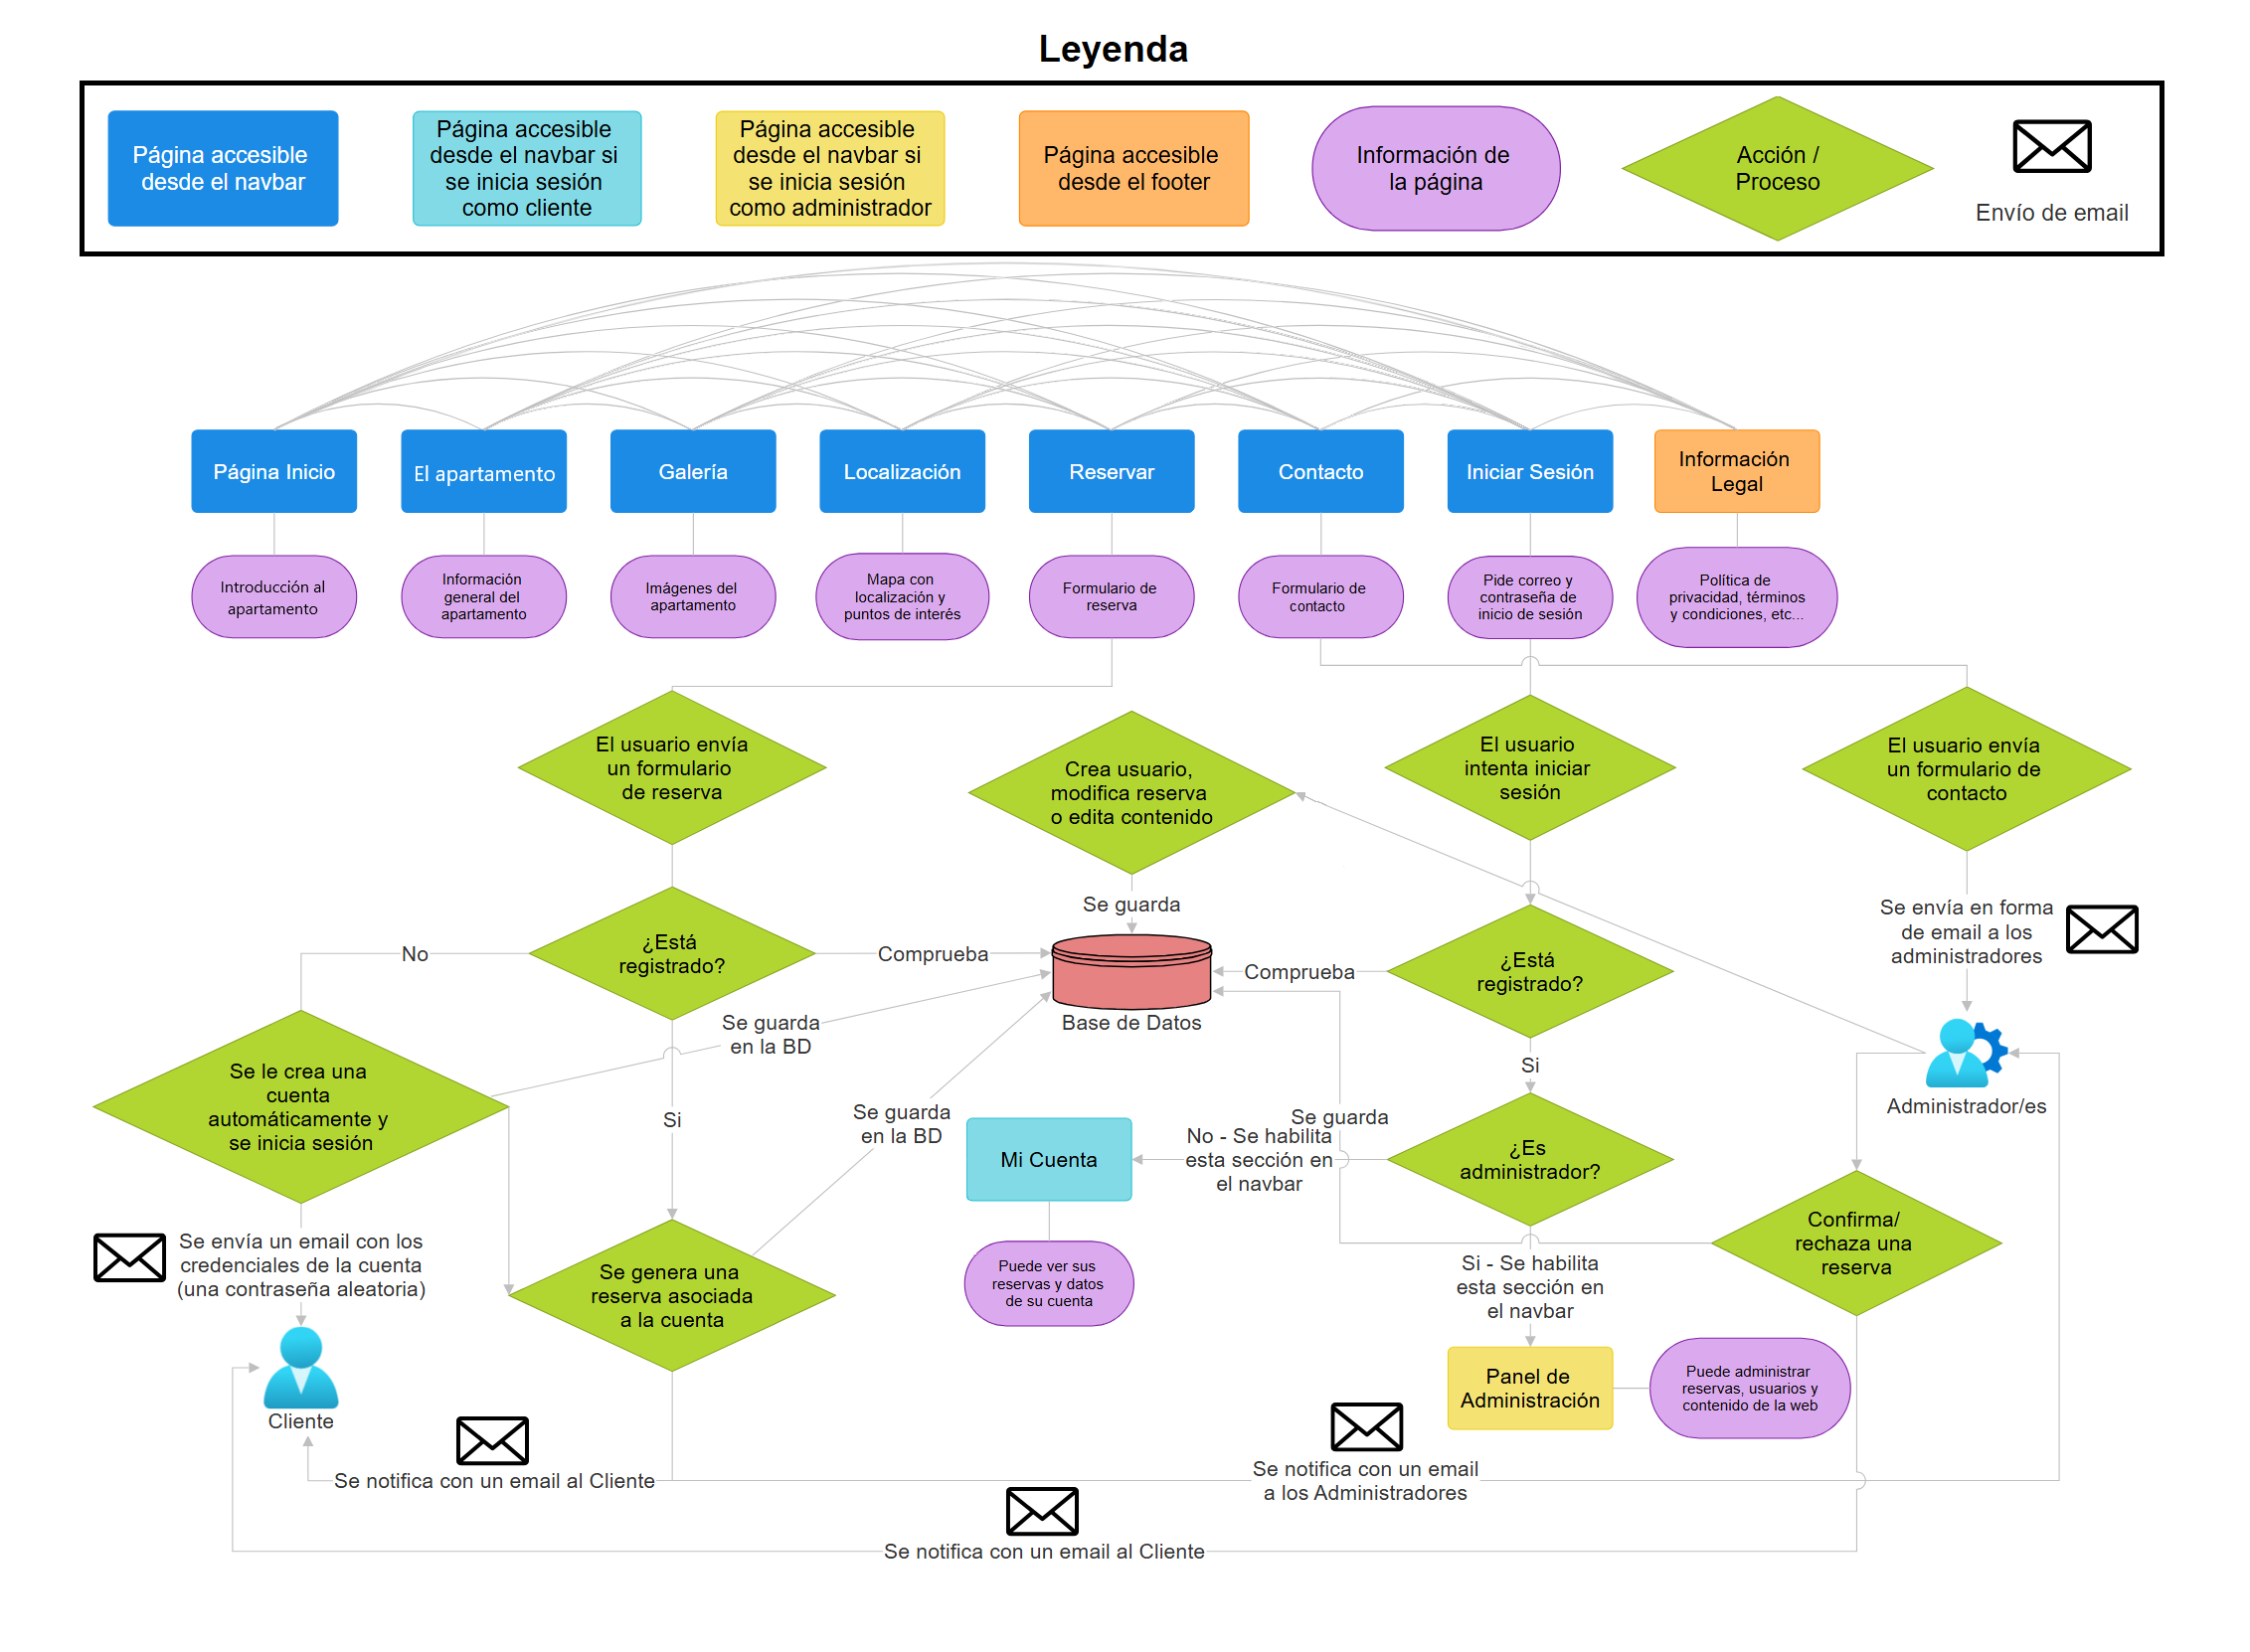 Leyenda
Página accesible
desde el navbar
Página accesible
desde el navbar si
se inicia sesión
como cliente
Página accesible
desde el navbar si
se inicia sesión
como administrador
Página accesible
desde el footer
Información de
la página
Acción /
Proceso
Envío de email
Página Inicio
El apartamento
Galería
Localización
Reservar
Contacto
Iniciar Sesión
Información
Legal
Introducción al
apartamento
Información
general del
apartamento
Imágenes del
apartamento
Mapa con
localización y
puntos de interés
Formulario de
reserva
Formulario de
contacto
Pide correo y
contraseña de
inicio de sesión
Política de
privacidad, términos
y condiciones, etc...
El usuario envía
un formulario
de reserva
Crea usuario,
modifica reserva
o edita contenido
El usuario
intenta iniciar
sesión
El usuario envía
un formulario de
contacto
Se guarda
Se envía en forma
de email a los
administradores
No
¿Está
registrado?
Comprueba
Base de Datos
Comprueba
¿Está
registrado?
Se guarda
en la BD
Si
Administrador/es
Se le crea una
cuenta
automáticamente y
se inicia sesión
Si
Se guarda
en la BD
Mi Cuenta
Se guarda
No - Se habilita
esta sección en
el navbar
¿Es
administrador?
Confirma/
rechaza una
reserva
Se envía un email con los
credenciales de la cuenta
(una contraseña aleatoria)
Se genera una
reserva asociada
a la cuenta
Puede ver sus
reservas y datos
de su cuenta
Si - Se habilita
esta sección en
el navbar
Cliente
Panel de
Administración
Puede administrar
reservas, usuarios y
contenido de la web
Se notifica con un email al Cliente
Se notifica con un email
a los Administradores
Se notifica con un email al Cliente